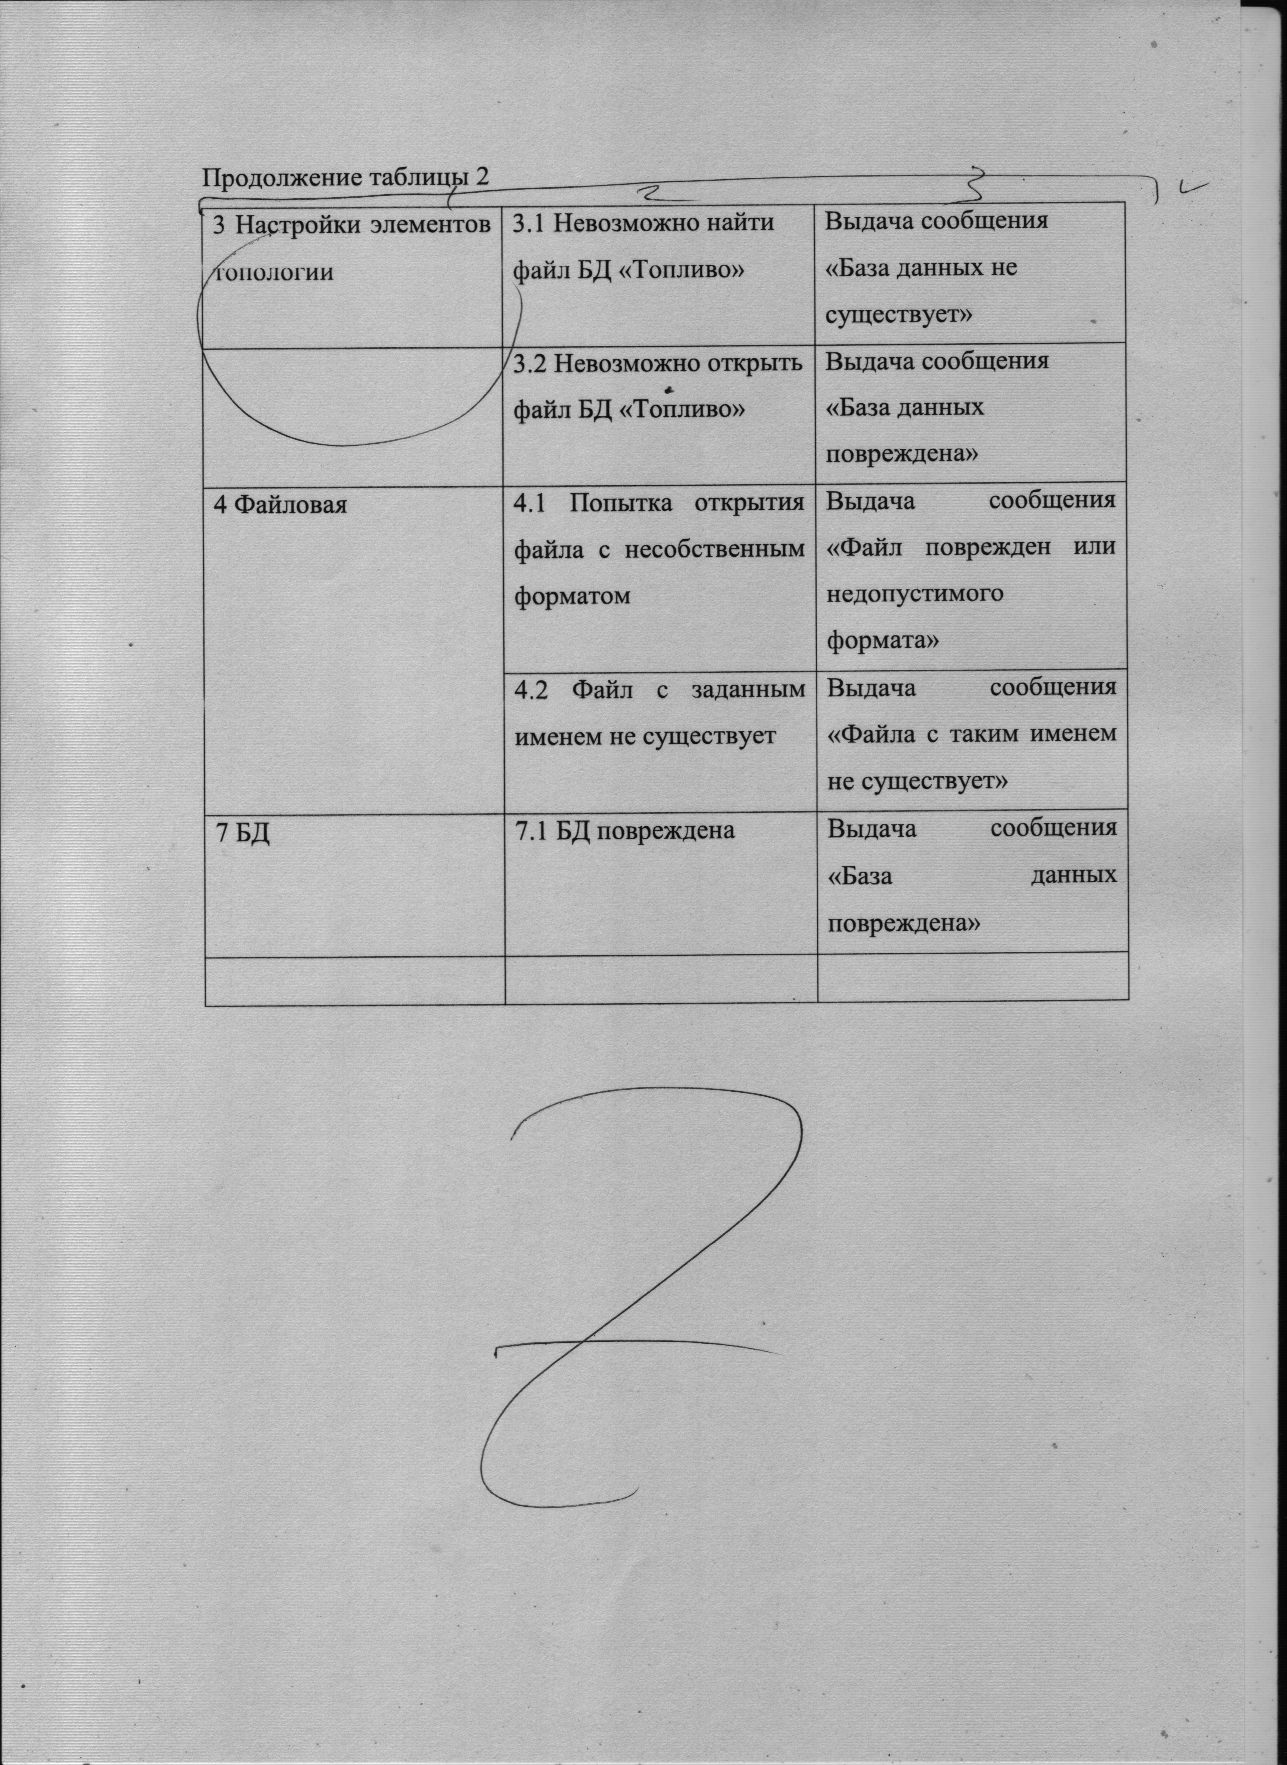 Продолжение таблицы 2
2 3
3 Настройки элементов
топологии
3.1 Невозможно найти
файл БД «Топливо»
Выдача сообщения
«База данных не
существует»
3.2 Невозможно открыть
файл БД «Топливо»
Выдача сообщения
«База данных
повреждена»
4 Файловая
4.1 Попытка открытия
файла с несобственным
форматом
Выдача сообщения
«Файл поврежден или
недопустимого
формата»
4.2 Файл с заданным
именем не существует
Выдача сообщения
«Файла с таким именем
не существует»
7 БД
7.1 БД повреждена
Выдача сообщения
«База данных
повреждена»